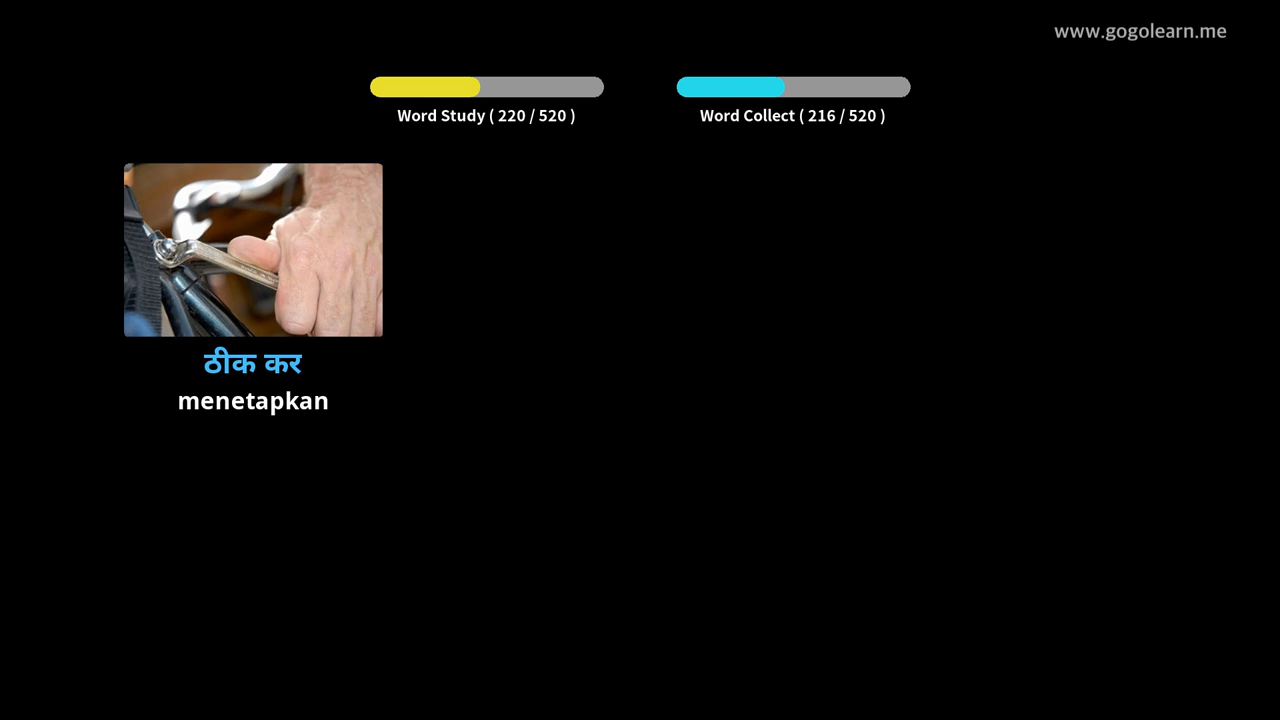 www.gogolearn.me
Word Study ( 220 / 520 )
Word Collect ( 216 / 520 )
ठीक कर
menetapkan